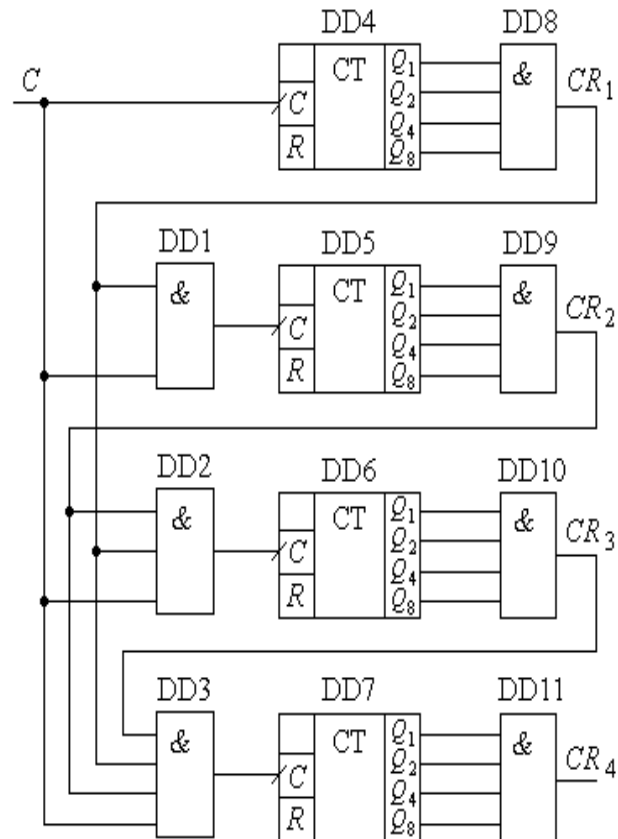 DD4 DD8
C
CT Q1 & CR1
C Q2
Q4
R Q8
DD1 DD5 DD9
& CT Q1 & CR2
C Q2
Q4
R Q8
DD2 DD6 DD10
& CT Q1 & CR3
C Q2
Q4
R Q8
DD3 DD7 DD11
& CT Q1 & CR4
C Q2
Q4
R Q8